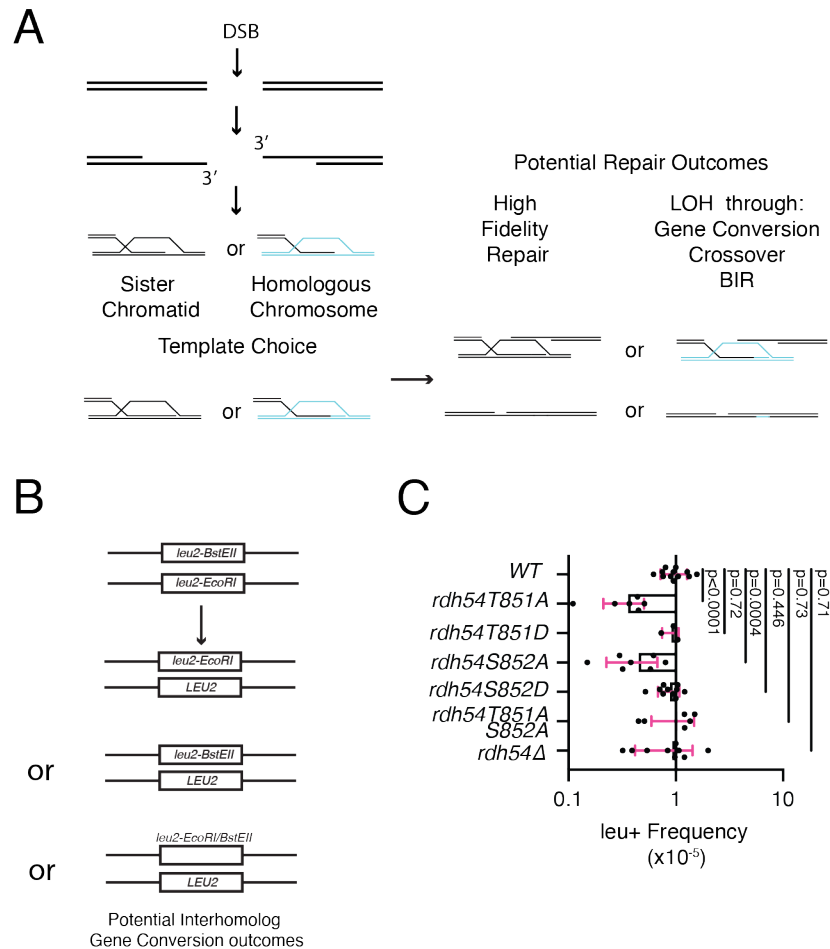 A
DSB
3′
3′
or
Sister
Chromatid
Homologous
Chromosome
Template Choice
or
Potential Repair Outcomes
High
Fidelity
Repair
LOH through:
Gene Conversion
Crossover
BIR
or
or
B
leu2-BstEII
leu2-EcoRI
leu2-EcoRI
LEU2
or
leu2-BstEII
LEU2
or
leu2-EcoRI/BstEII
LEU2
Potential Interhomolog
Gene Conversion outcomes
C
WT
rdh54T851A
rdh54T851D
rdh54S852A
rdh54S852D
rdh54T851A
S852A
rdh54Δ
p<0.0001
p=0.72
p=0.0004
p=0.446
p=0.73
p=0.71
0.1
1
10
leu+ Frequency
(x10-5)